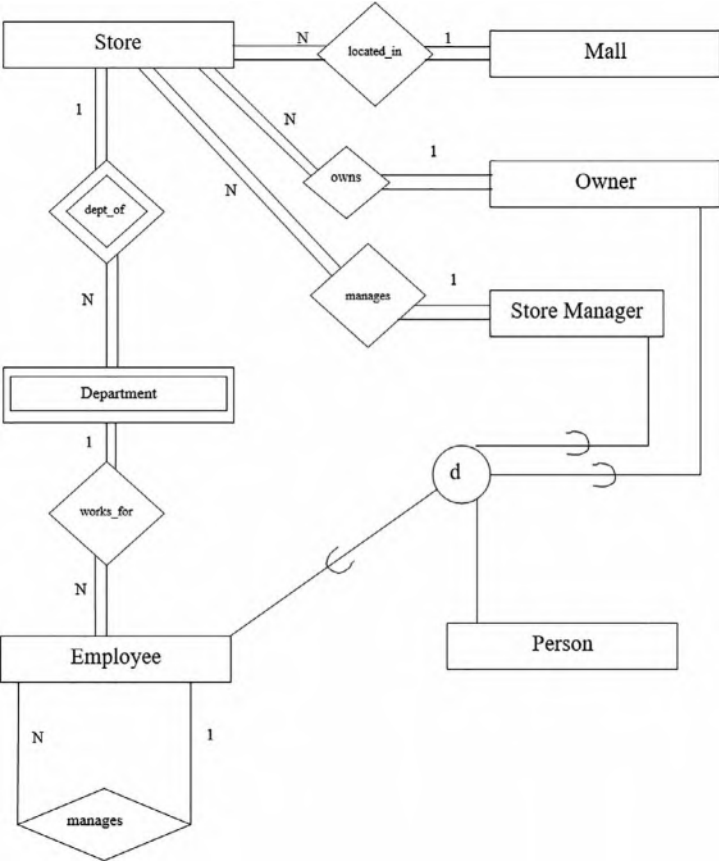 Store
N
located_in
1
Mall
1
N
owns
1
Owner
dept_of
N
manages
1
Store Manager
N
Department
1
d
works_for
N
Employee
Person
N
1
manages